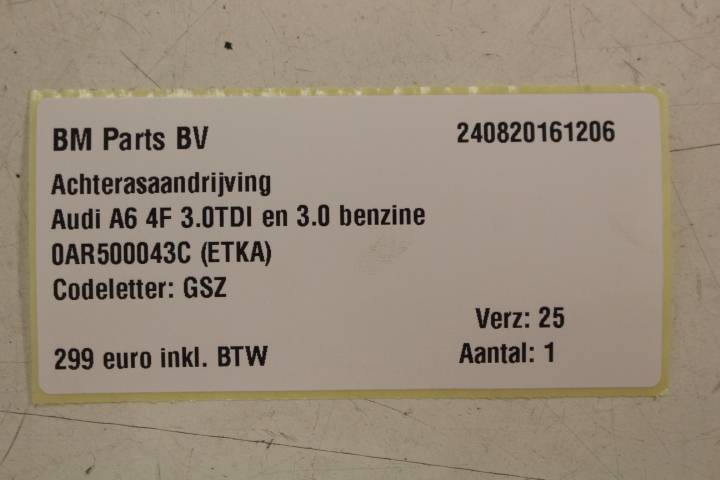 BM Parts BV
240820161206
Achterasaandrijving
Audi A6 4F 3.0TDI en 3.0 benzine
0AR500043C (ETKA)
Codeletter: GSZ
Verz: 25
299 euro inkl. BTW
Aantal: 1